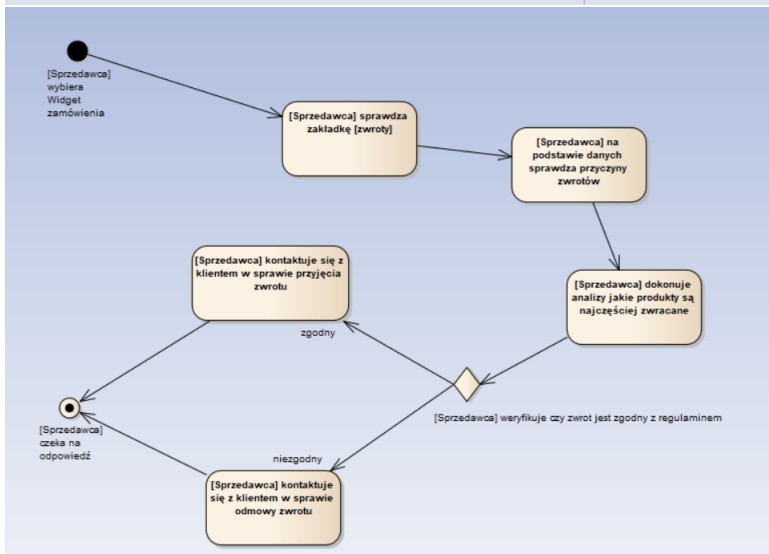 [Sprzedawca]
wybiera
Widget
zamówienia
[Sprzedawca] sprawdza
zakładkę [zwroty]
[Sprzedawca] na
podstawie danych
sprawdza przyczyny
zwrotów
[Sprzedawca] dokonuje
analizy jakie produkty są
najczęściej zwracane
[Sprzedawca] weryfikuje czy zwrot jest zgodny z regulaminem
zgodny
[Sprzedawca] kontaktuje się z
klientem w sprawie przyjęcia
zwrotu
niezgodny
[Sprzedawca] kontaktuje
się z klientem w sprawie
odmowy zwrotu
[Sprzedawca]
czeka na
odpowiedź